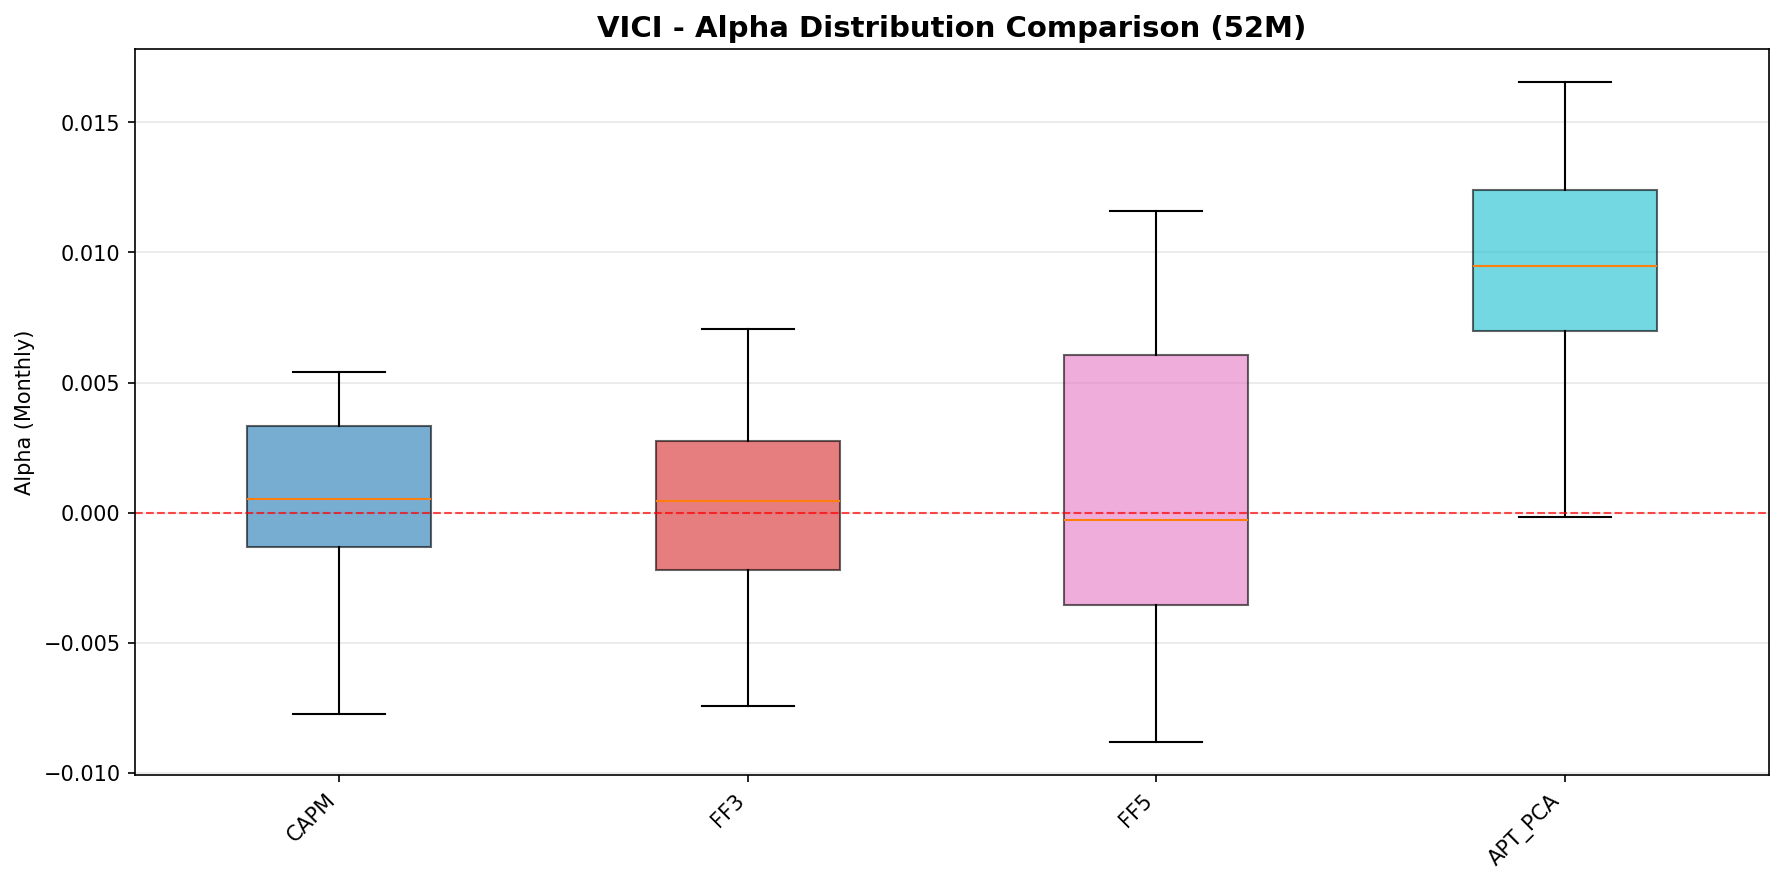 VICI - Alpha Distribution Comparison (52M)
Alpha (Monthly)
0.015
0.010
0.005
0.000
−0.005
−0.010
CAPM
FF3
FF5
APT_PCA